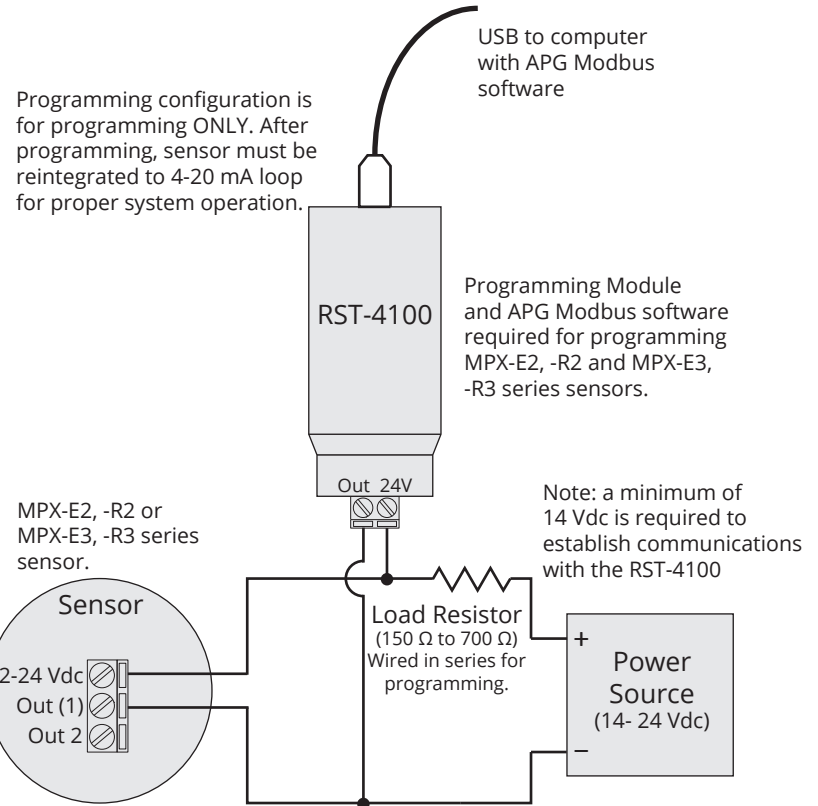 USB to computer
with APG Modbus
software
Programming configuration is
for programming ONLY. After
programming, sensor must be
reintegrated to 4-20 mA loop
for proper system operation.
RST-4100
Programming Module
and APG Modbus software
required for programming
MPX-E2, -R2 and MPX-E3,
-R3 series sensors.
Out 24V
MPX-E2, -R2 or
MPX-E3, -R3 series
sensor.
Note: a minimum of
14 Vdc is required to
establish communications
with the RST-4100
Sensor
2-24 Vdc
Out (1)
Out 2
Load Resistor
(150 Ω to 700 Ω)
Wired in series for
programming.
+
Power
Source
(14- 24 Vdc)
−